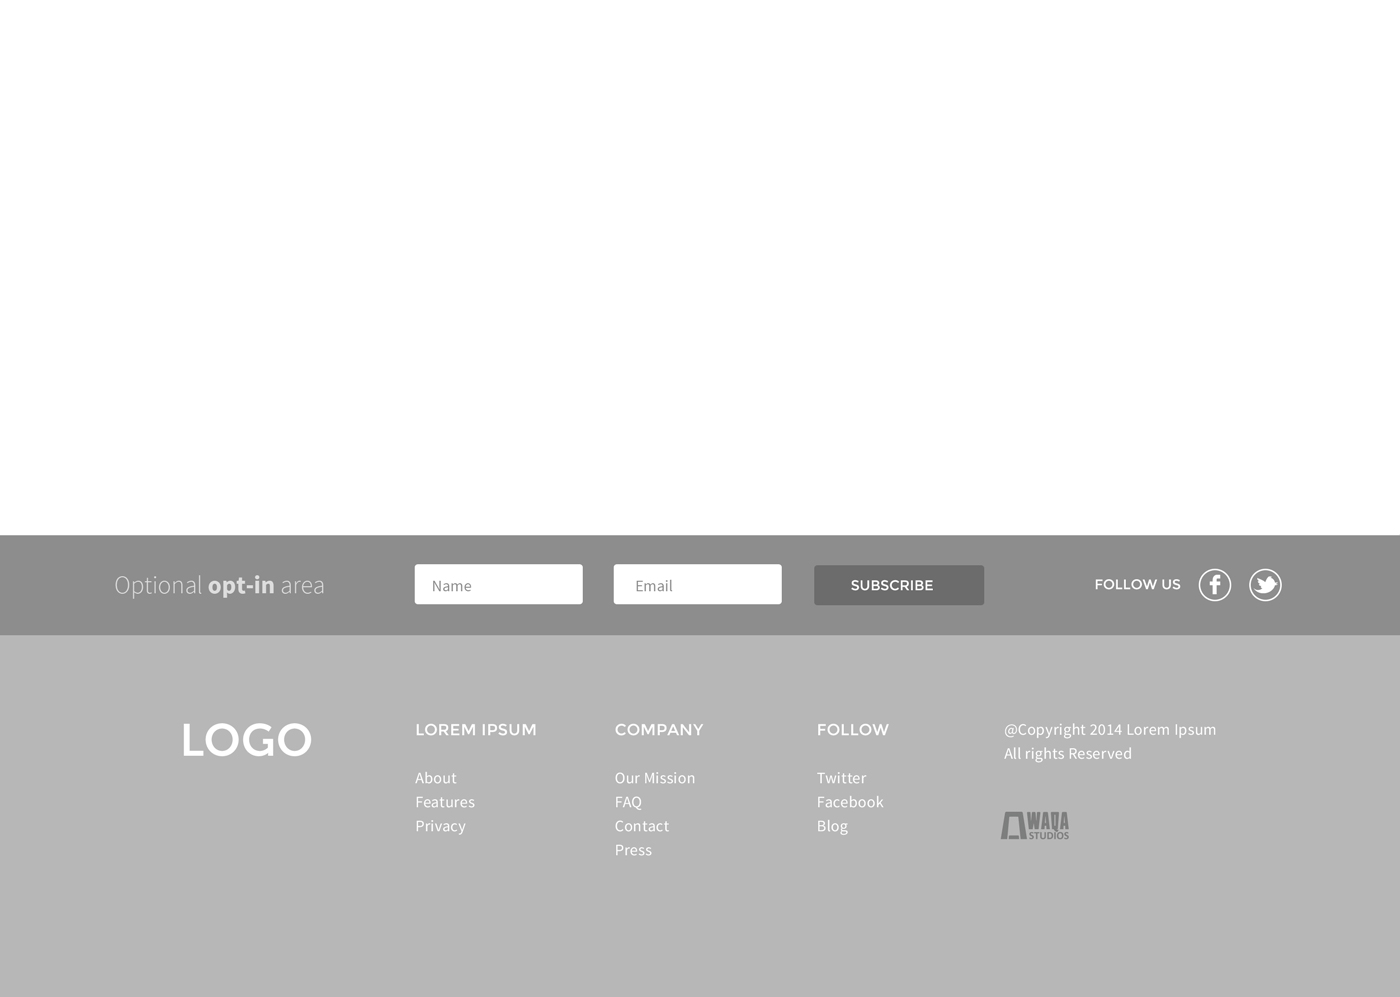 Optional opt-in area
Name
Email
SUBSCRIBE
FOLLOW US
LOGO
LOREM IPSUM
About
Features
Privacy
COMPANY
Our Mission
FAQ
Contact
Press
FOLLOW
Twitter
Facebook
Blog
@Copyright 2014 Lorem Ipsum
All rights Reserved
WAQA
STUDIOS